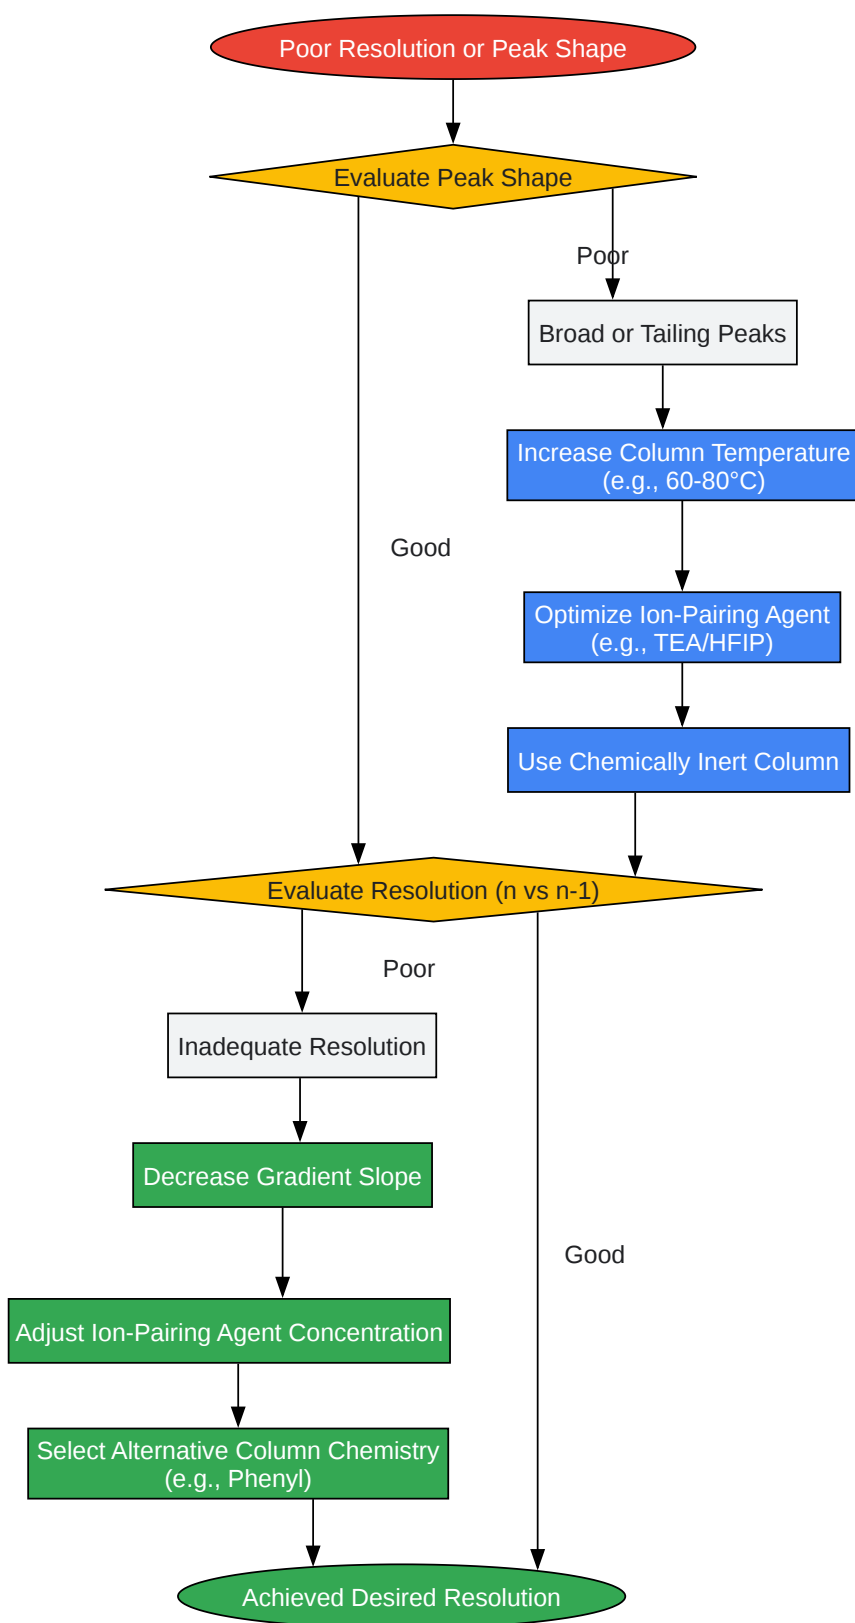 Poor Resolution or Peak Shape
Evaluate Peak Shape
Poor
Broad or Tailing Peaks
Increase Column Temperature
(e.g., 60-80°C)
Good
Optimize Ion-Pairing Agent
(e.g., TEA/HFIP)
Use Chemically Inert Column
Evaluate Resolution (n vs n-1)
Poor
Inadequate Resolution
Decrease Gradient Slope
Good
Adjust Ion-Pairing Agent Concentration
Select Alternative Column Chemistry
(e.g., Phenyl)
Achieved Desired Resolution